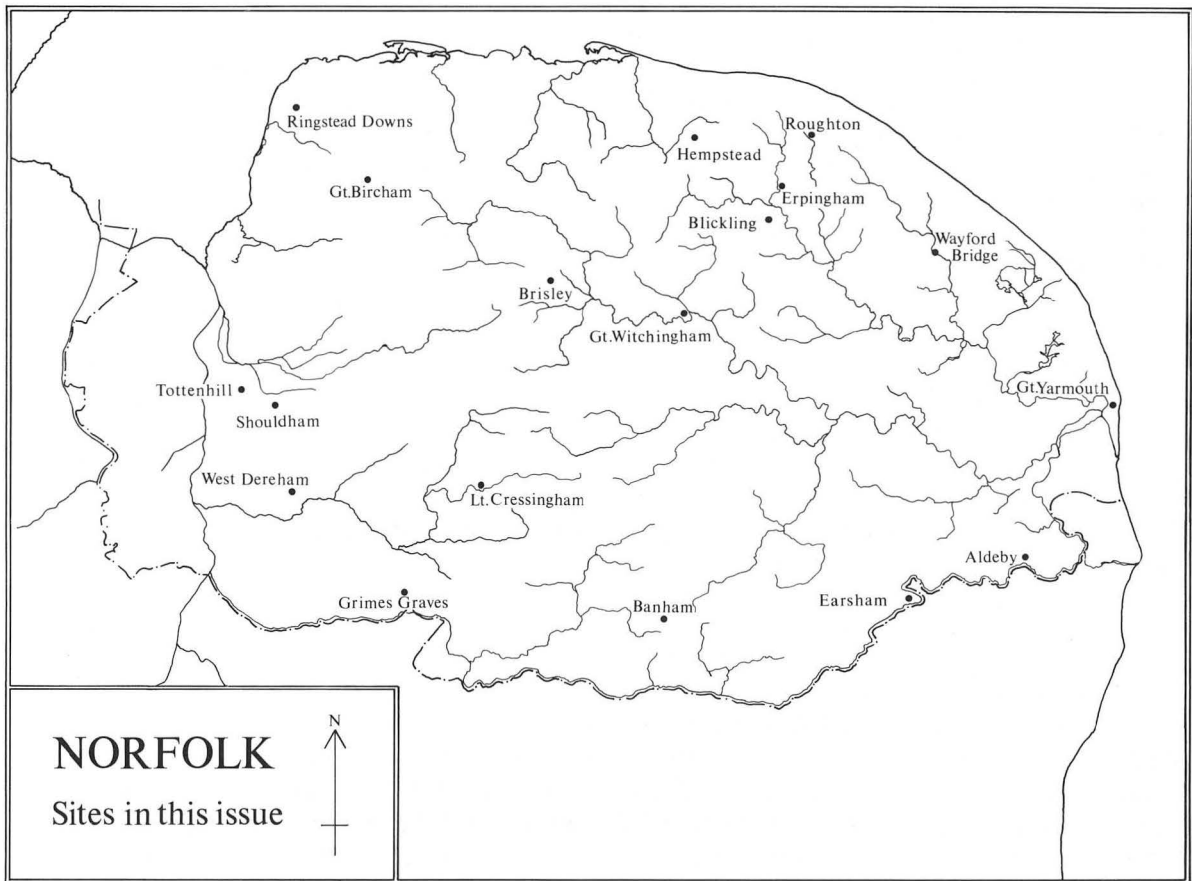 Ringstead Downs
Roughton
Hempstead
Gt.Bircham
Erpingham
Blickling
Wayford
Bridge
Brisley
Gt.Witchingham
Tottenhill
Gt.Yarmouth
Shouldham
West Dereham
Lt.Cressingham
Aldeby
Grimes Graves
Banham
Earsham
N
NORFOLK
Sites in this issue